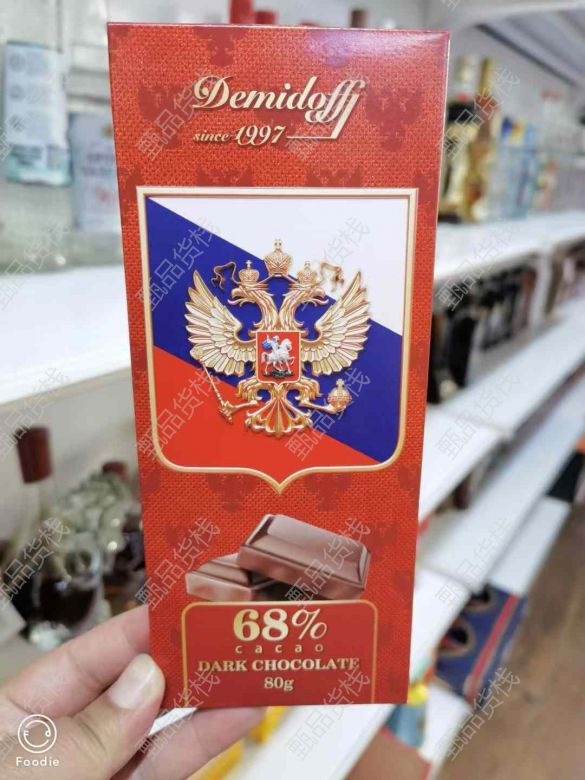 Demidoff
since 1997
68%
cacao
DARK CHOCOLATE
80g
甄品货栈
Foodie